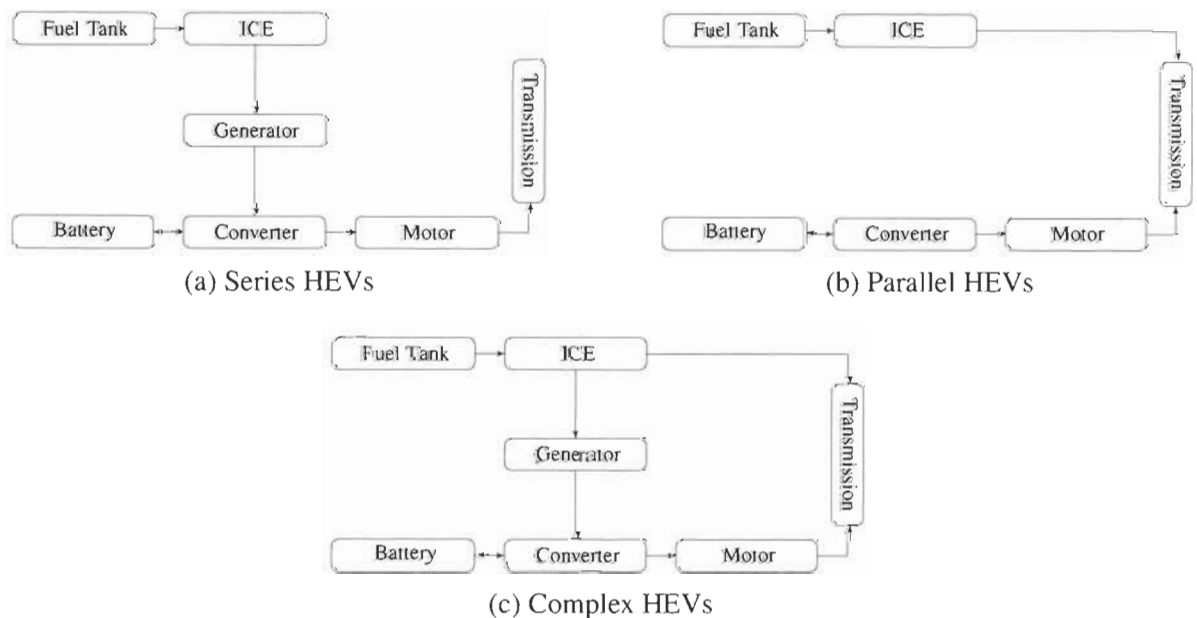 Fuel Tank
ICE
Generator
Transmission
Battery
Converter
Motor
(a) Series HEVs
Fuel Tank
ICE
Transmission
Battery
Converter
Motor
(b) Parallel HEVs
Fuel Tank
ICE
Generator
Transmission
Battery
Converter
Motor
(c) Complex HEVs